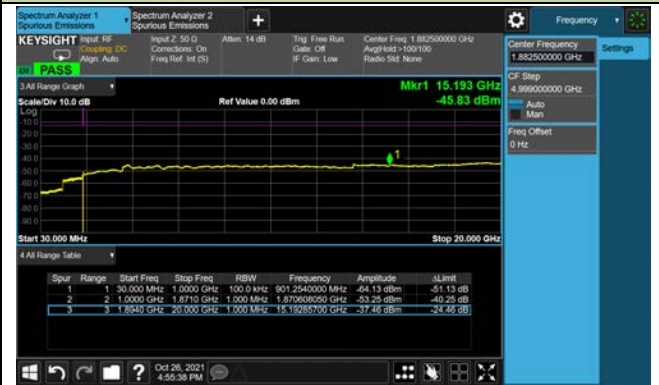 Spectrum Analyzer 1
Spurious Emissions
Spectrum Analyzer 2
Spurious Emissions
+
Frequency
KEYSIGHT
Input: RF
Coupling: DC
Align: Auto
Input Z: 50 Ω
Corrections: On
Freq Ref: Int (S)
Atten: 14 dB
Trig: Free Run
Gate: Off
IF Gain: Low
Center Freq: 1.882500000 GHz
Avg|Hold:>100/100
Radio Std: None
PASS
Center Frequency
1.882500000 GHz
Settings
CF Step
4.999000000 GHz
Auto
Man
Freq Offset
0 Hz
3 All Range Graph
Mkr1 15.193 GHz
-45.83 dBm
Scale/Div 10.0 dB
Ref Value 0.00 dBm
Log
-10.0
-20.0
-30.0
-40.0
-50.0
-60.0
-70.0
-80.0
-90.0
1
Start 30.000 MHz
Stop 20.000 GHz
4 All Range Table
Spur Range Start Freq Stop Freq RBW Frequency Amplitude ΔLimit
1 1 30.000 MHz 1.0000 GHz 100.0 kHz 901.2540000 MHz -64.13 dBm -51.13 dB
2 2 1.0000 GHz 1.8710 GHz 1.000 MHz 1.870608050 GHz -53.25 dBm -40.25 dB
3 3 1.8940 GHz 20.000 GHz 1.000 MHz 15.19285700 GHz -37.46 dBm -24.46 dB
?
Oct 26, 2021
4:55:38 PM